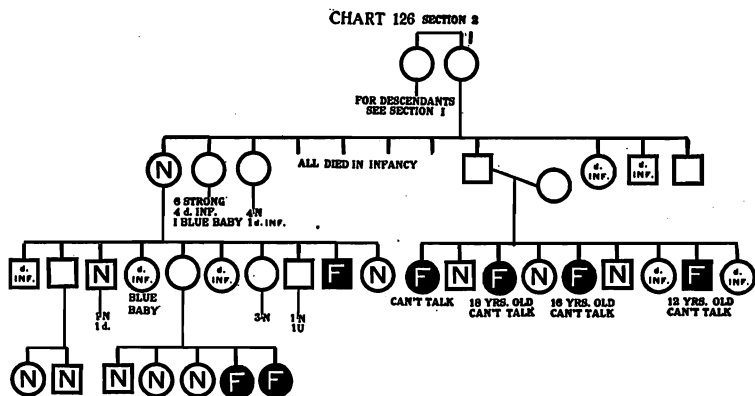 CHART 126 SECTION 2
FOR DESCENDANTS
SEE SECTION 1
ALL DIED IN INFANCY
N
d. INF.
d. INF.
6 STRONG
4 d. INF.
1 BLUE BABY
4 N
1 d. INF.
d. INF.
N
d. INF.
d. INF.
F
N
F
N
F
N
F
N
d. INF.
F
d. INF.
BLUE
BABY
1 N
1 d.
3-N
1 N
1 U
CAN'T TALK
18 YRS. OLD
CAN'T TALK
16 YRS. OLD
CAN'T TALK
12 YRS. OLD
CAN'T TALK
N
N
N
N
N
F
F